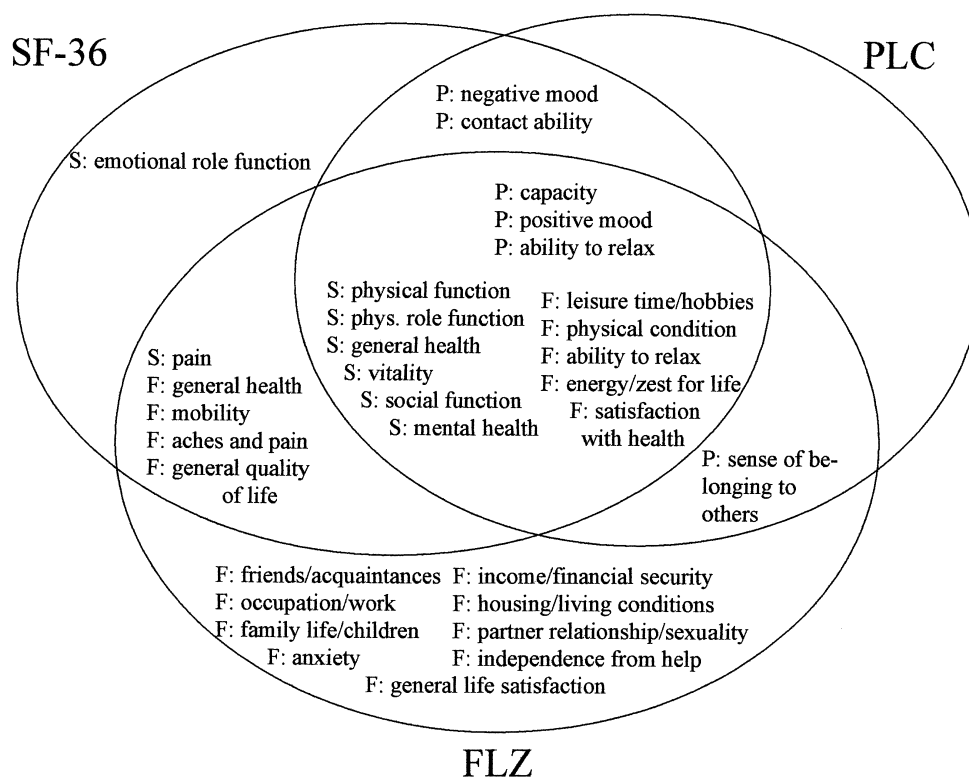 SF-36
PLC
P: negative mood
P: contact ability
S: emotional role function
P: capacity
P: positive mood
P: ability to relax
S: physical function
S: phys. role function
S: general health
S: vitality
S: social function
S: mental health
F: leisure time/hobbies
F: physical condition
F: ability to relax
F: energy/zest for life
F: satisfaction
with health
S: pain
F: general health
F: mobility
F: aches and pain
F: general quality
of life
P: sense of be-
longing to
others
F: friends/acquaintances
F: occupation/work
F: family life/children
F: anxiety
F: income/financial security
F: housing/living conditions
F: partner relationship/sexuality
F: independence from help
F: general life satisfaction
FLZ